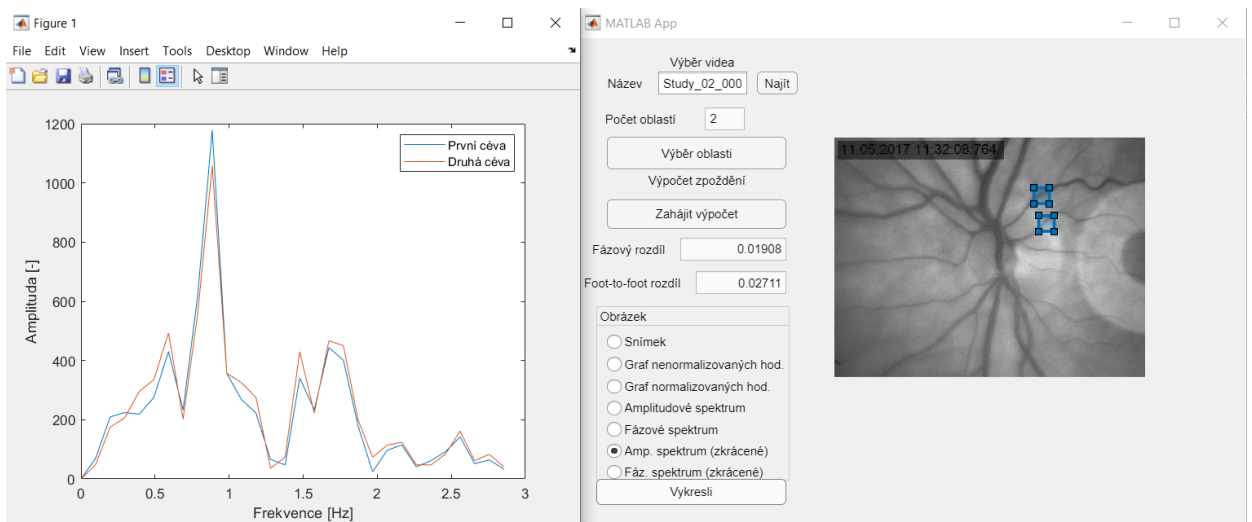 Figure 1
File Edit View Insert Tools Desktop Window Help
1200
1000
800
600
400
200
0
Amplituda [-]
První céva
Druhá céva
0 0.5 1 1.5 2 2.5 3
Frekvence [Hz]
MATLAB App
Výběr videa
Název Study_02_000 Najít
Počet oblastí 2
Výběr oblasti
Výpočet zpoždění
Zahájit výpočet
Fázový rozdíl 0.01908
Foot-to-foot rozdíl 0.02711
Obrázek
Snímek
Graf nenormalizovaných hod.
Graf normalizovaných hod.
Amplitudové spektrum
Fázové spektrum
Amp. spektrum (zkrácené)
Fáz. spektrum (zkrácené)
Vykresli
11.05.2017 11:32:08:764